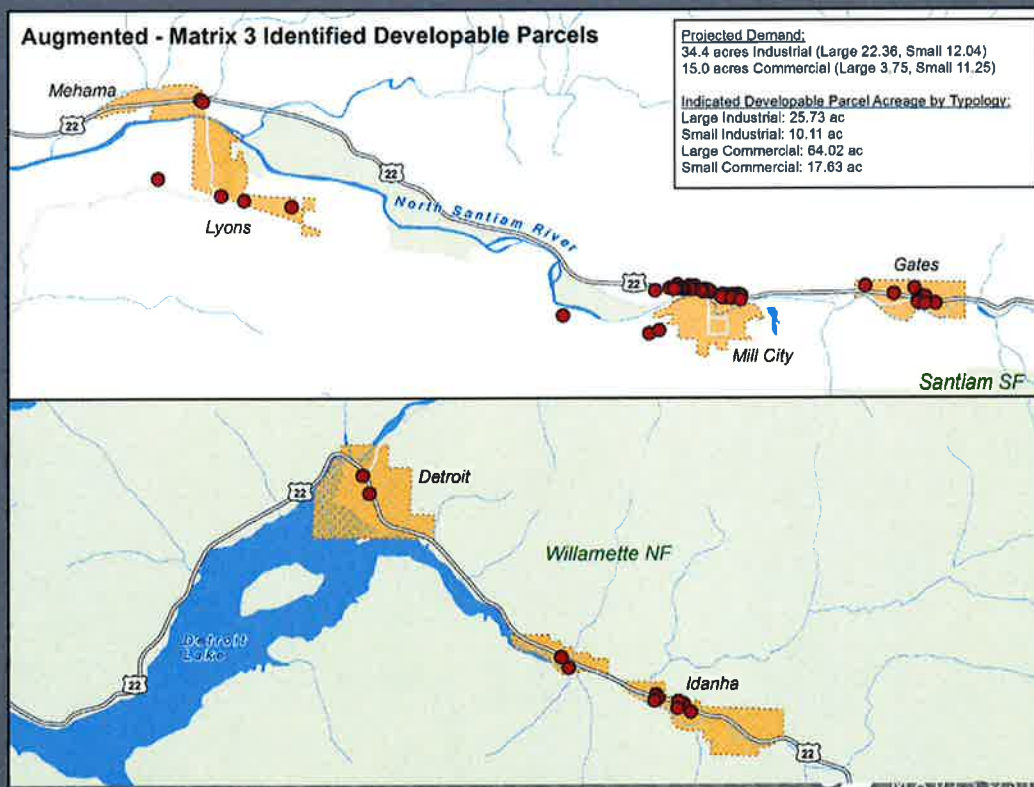 Augmented - Matrix 3 Identified Developable Parcels
Projected Demand:
34.4 acres Industrial (Large 22.36, Small 12.04)
15.0 acres Commercial (Large 3.75, Small 11.25)
Indicated Developable Parcel Acreage by Typology:
Large Industrial: 25.73 ac
Small Industrial: 10.11 ac
Large Commercial: 64.02 ac
Small Commercial: 17.63 ac
Mehama
22
22
North Santiam River
Lyons
22
Gates
Mill City
Santiam SF
Detroit
22
Willamette NF
Detroit
Lake
22
Idanha
22